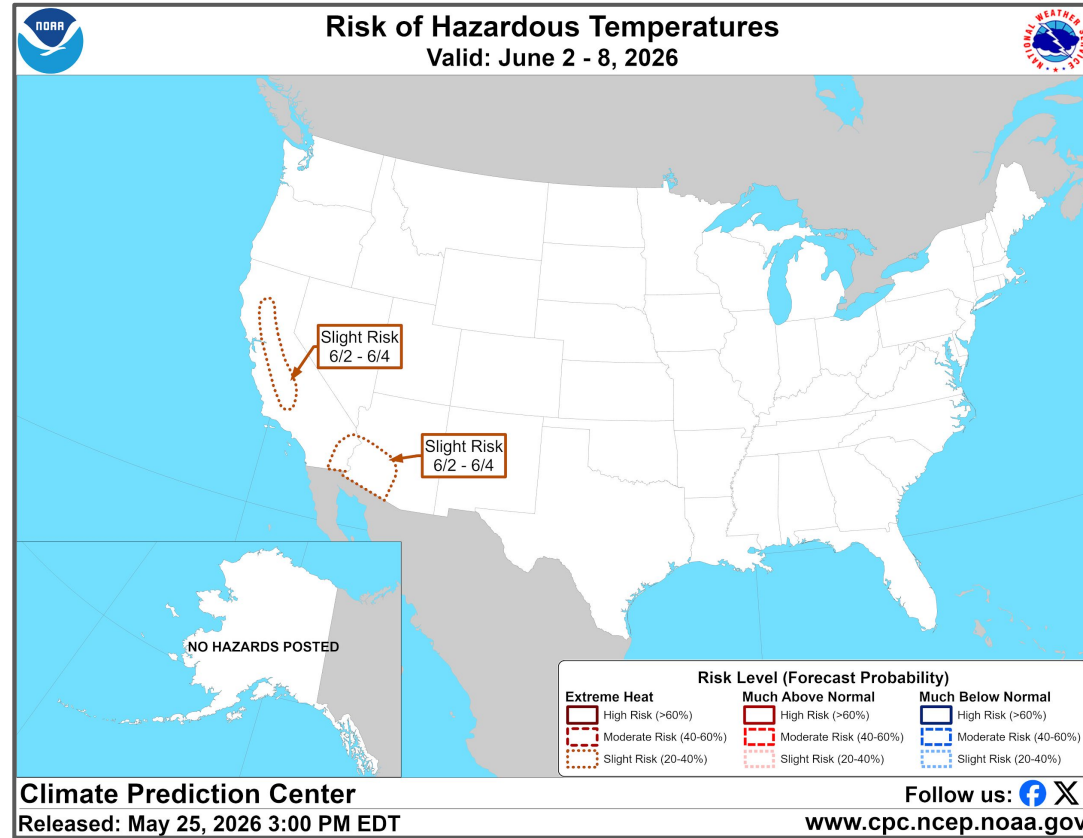 NOAA
Risk of Hazardous Temperatures
Valid: June 2 - 8, 2026
NATIONAL WEATHER SERVICE
Slight Risk
6/2 - 6/4
Slight Risk
6/2 - 6/4
NO HAZARDS POSTED
Risk Level (Forecast Probability)
Extreme Heat
High Risk (>60%)
Moderate Risk (40-60%)
Slight Risk (20-40%)
Much Above Normal
High Risk (>60%)
Moderate Risk (40-60%)
Slight Risk (20-40%)
Much Below Normal
High Risk (>60%)
Moderate Risk (40-60%)
Slight Risk (20-40%)
Climate Prediction Center
Follow us:
Released: May 25, 2026 3:00 PM EDT
www.cpc.ncep.noaa.gov